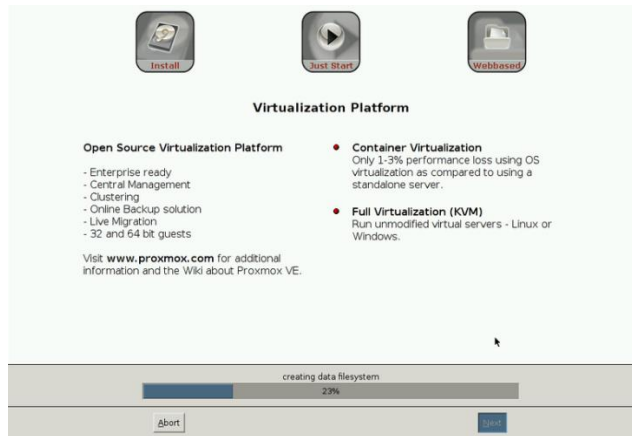 Install
Just Start
Webbased
Virtualization Platform
Open Source Virtualization Platform
- Enterprise ready
- Central Management
- Clustering
- Online Backup solution
- Live Migration
- 32 and 64 bit guests
Visit www.proxmox.com for additional
information and the Wiki about Proxmox VE.
Container Virtualization
Only 1-3% performance loss using OS
virtualization as compared to using a
standalone server.
Full Virtualization (KVM)
Run unmodified virtual servers - Linux or
Windows.
creating data filesystem
23%
Abort
Next